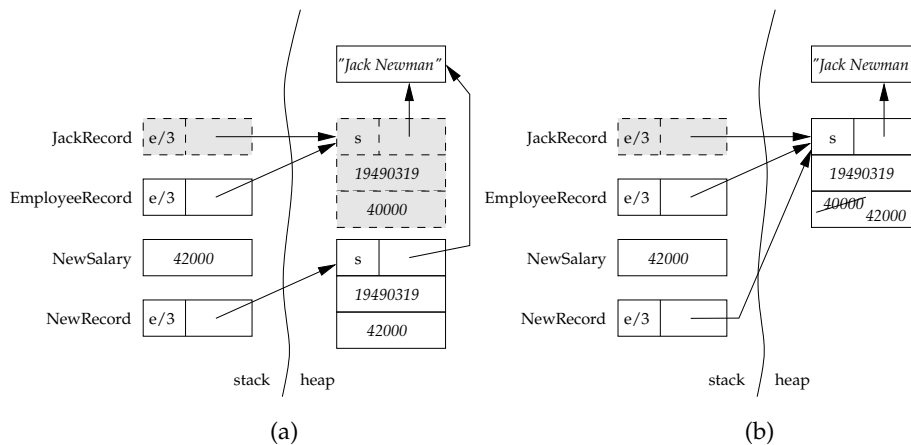 "Jack Newman"
JackRecord e/3 s
19490319
EmployeeRecord e/3 40000
NewSalary 42000 s
19490319
NewRecord e/3 42000
stack heap
(a)
"Jack Newman
JackRecord e/3 s
19490319
EmployeeRecord e/3 40000
42000
NewSalary 42000
NewRecord e/3
stack heap
(b)